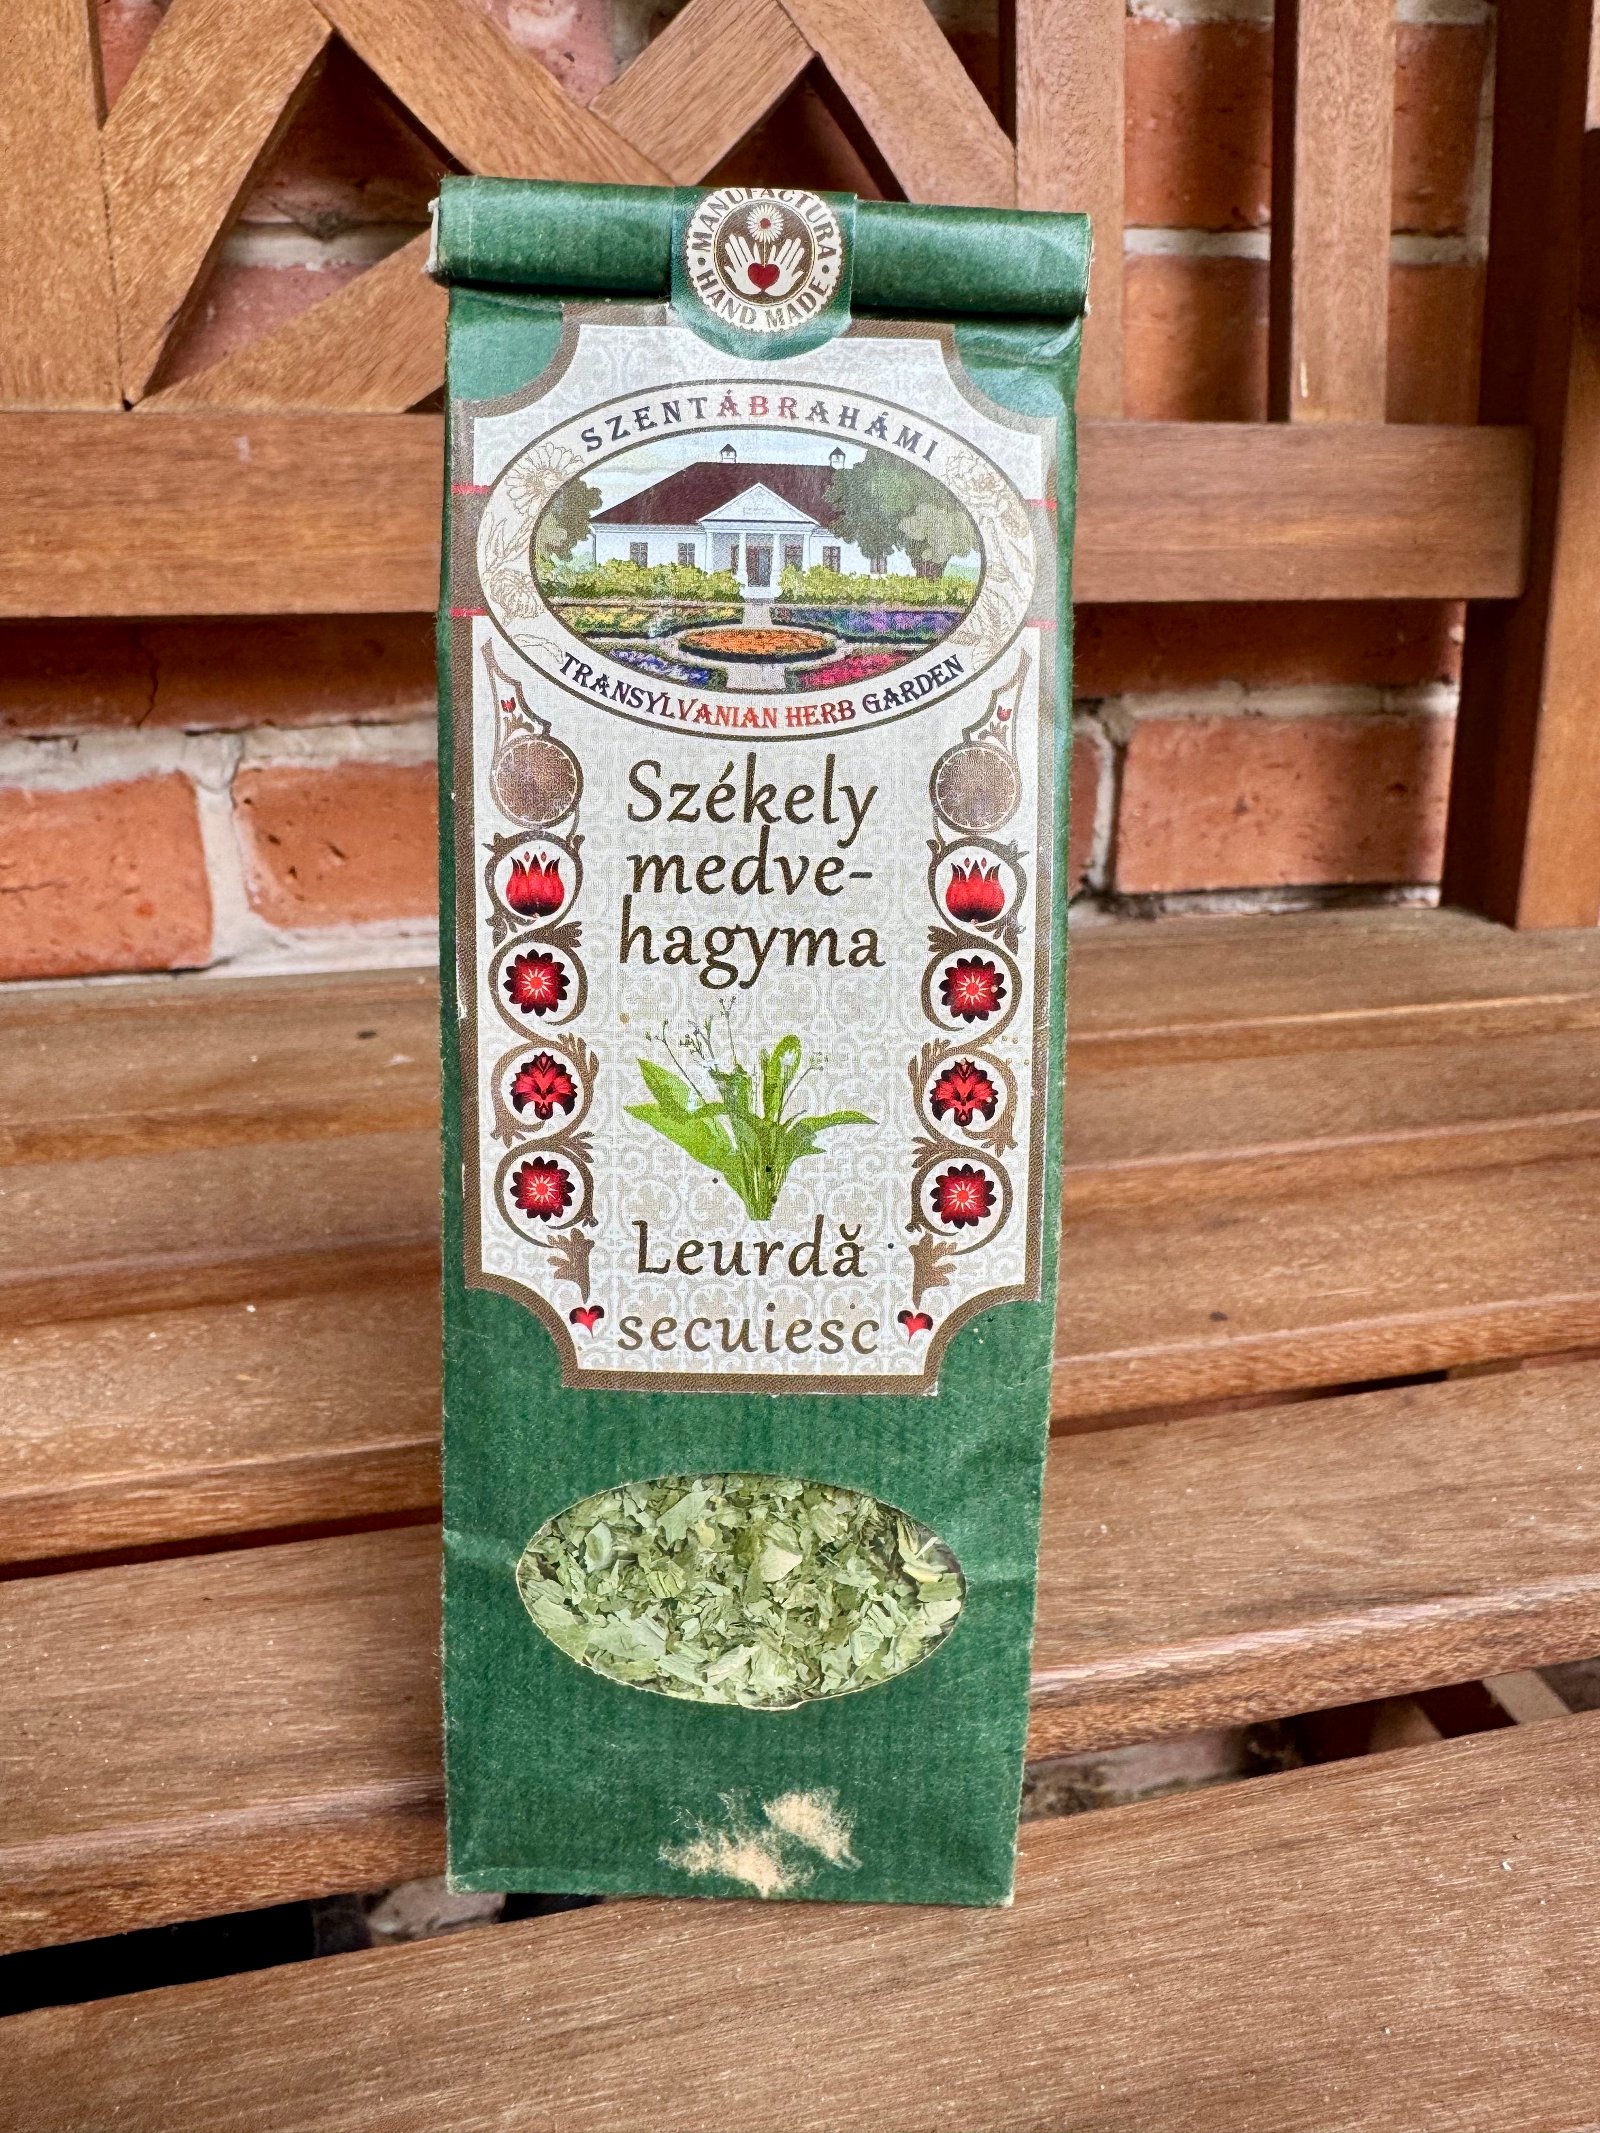 MANUFACTURA
HAND MADE
SZENTÁBRAHÁMI
TRANSYLVANIAN HERB GARDEN
Székely
medve-
hagyma
Leurdă
secuiesc